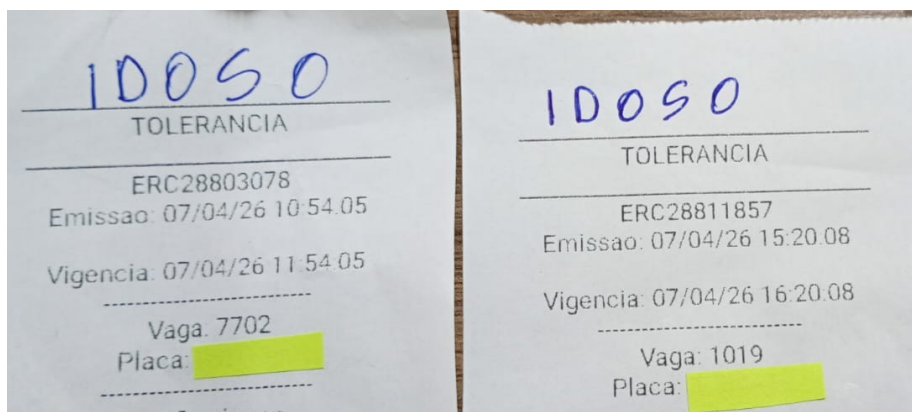 IDOSO
TOLERANCIA
ERC28803078
Emissao: 07/04/26 10:54.05
Vigencia: 07/04/26 11:54:05
Vaga: 7702
Placa:
IDOSO
TOLERANCIA
ERC28811857
Emissao: 07/04/26 15:20.08
Vigencia: 07/04/26 16:20:08
Vaga: 1019
Placa: